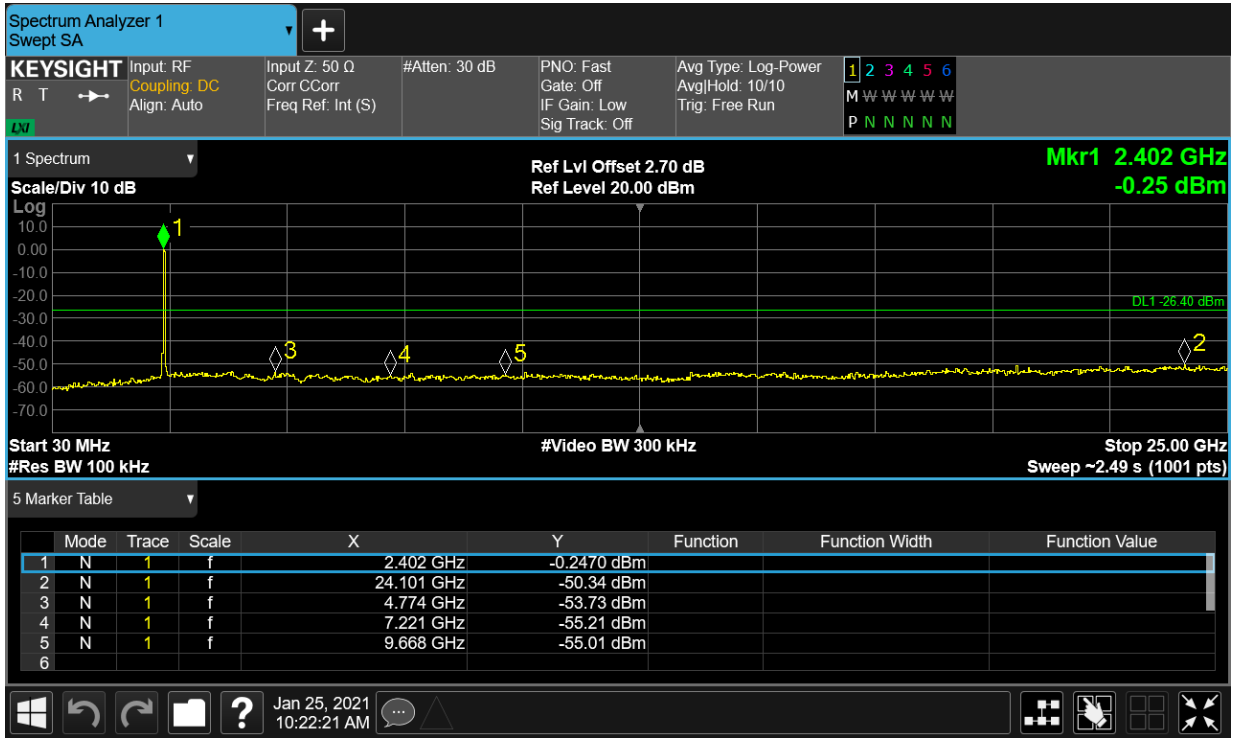 Spectrum Analyzer 1
Swept SA
KEYSIGHT
R T
LXI
Input: RF
Coupling: DC
Align: Auto
Input Z: 50 Ω
Corr CCorr
Freq Ref: Int (S)
#Atten: 30 dB
PNO: Fast
Gate: Off
IF Gain: Low
Sig Track: Off
Avg Type: Log-Power
Avg|Hold: 10/10
Trig: Free Run
1 2 3 4 5 6
M W W W W W
P N N N N N
1 Spectrum
Scale/Div 10 dB
Ref Lvl Offset 2.70 dB
Ref Level 20.00 dBm
Mkr1 2.402 GHz
-0.25 dBm
Log
10.0
0.00
-10.0
-20.0
-30.0
-40.0
-50.0
-60.0
-70.0
1
DL1 -26.40 dBm
3
4
5
2
Start 30 MHz
#Video BW 300 kHz
Stop 25.00 GHz
#Res BW 100 kHz
Sweep ~2.49 s (1001 pts)
5 Marker Table
Mode Trace Scale X Y Function Function Width Function Value
1 N 1 f 2.402 GHz -0.2470 dBm
2 N 1 f 24.101 GHz -50.34 dBm
3 N 1 f 4.774 GHz -53.73 dBm
4 N 1 f 7.221 GHz -55.21 dBm
5 N 1 f 9.668 GHz -55.01 dBm
6
?
Jan 25, 2021
10:22:21 AM